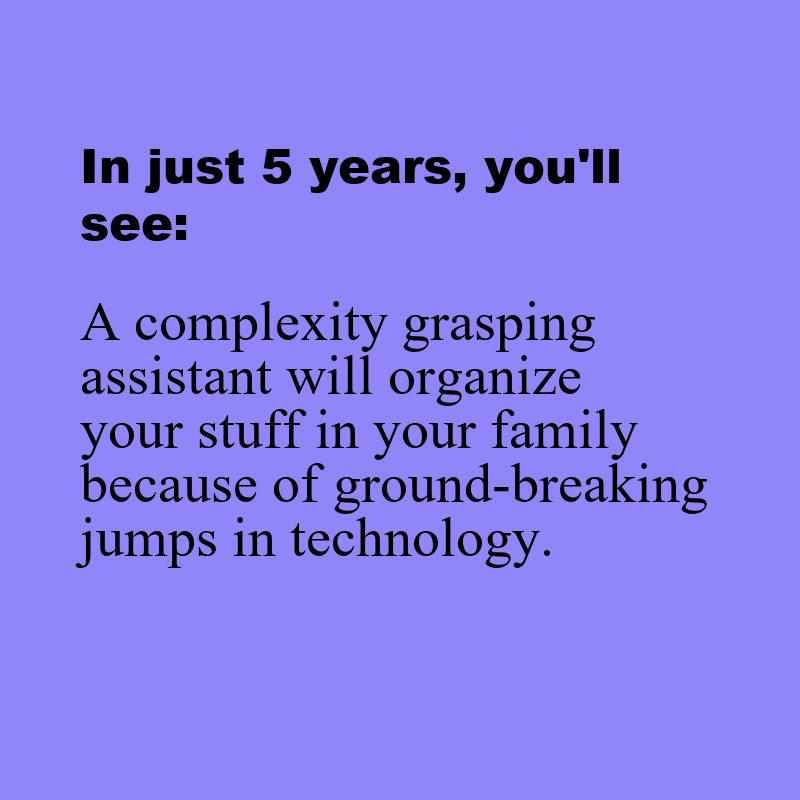 In just 5 years, you'll
see:
A complexity grasping
assistant will organize
your stuff in your family
because of ground-breaking
jumps in technology.